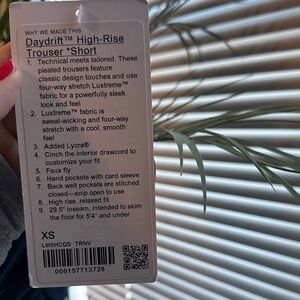 WHY WE MADE THIS
Daydrift™ High-Rise
Trouser *Short
1. Technical meets tailored. These
pleated trousers feature
classic design touches and use
four-way stretch Luxtreme™
fabric for a powerfully sleek
look and feel
2. Luxtreme™ fabric is
sweat-wicking and four-way
stretch with a cool, smooth
feel
3. Added Lycra®
4. Cinch the interior drawcord to
customize your fit
5. Faux fly
6. Hand pockets with card sleeve
7. Back welt pockets are stitched
closed—snip open to use
8. High rise, relaxed fit
9. 29.5" inseam, intended to skim
the floor for 5'4" and under
XS
LW5HCQS TRNV
000157713728